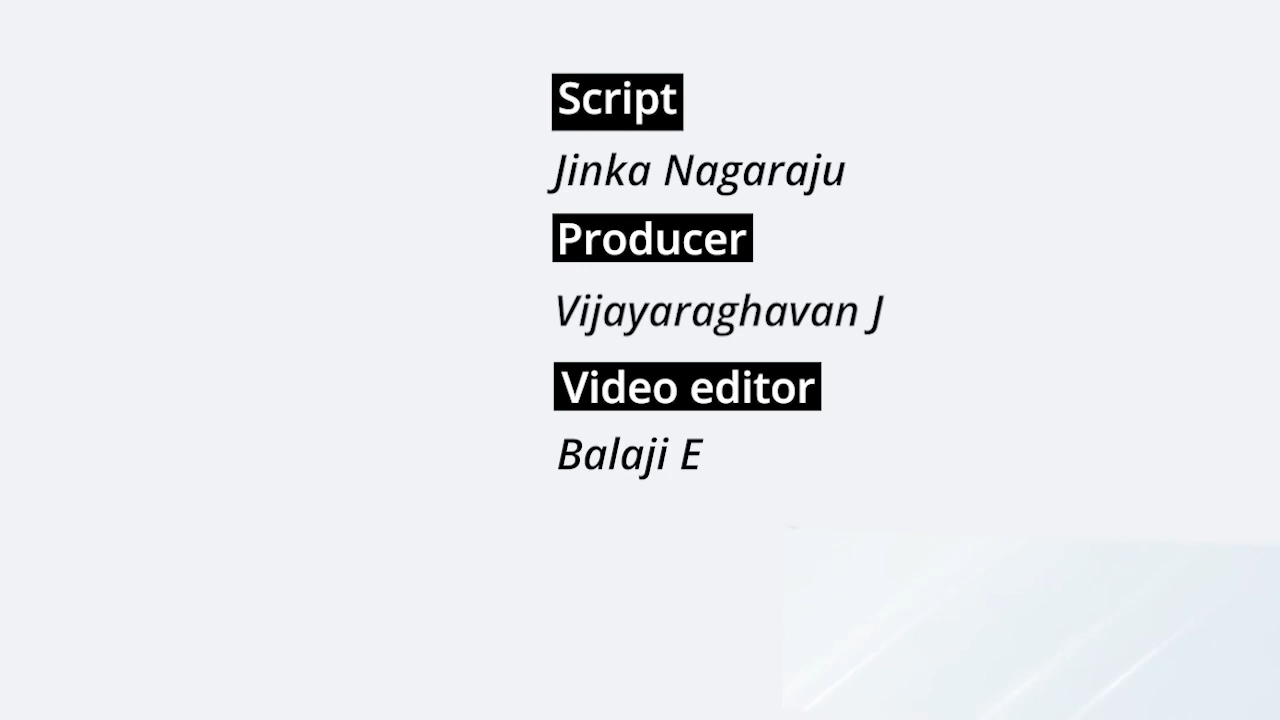 Script
Jinka Nagaraju
Producer
Vijayaraghavan J
Video editor
Balaji E